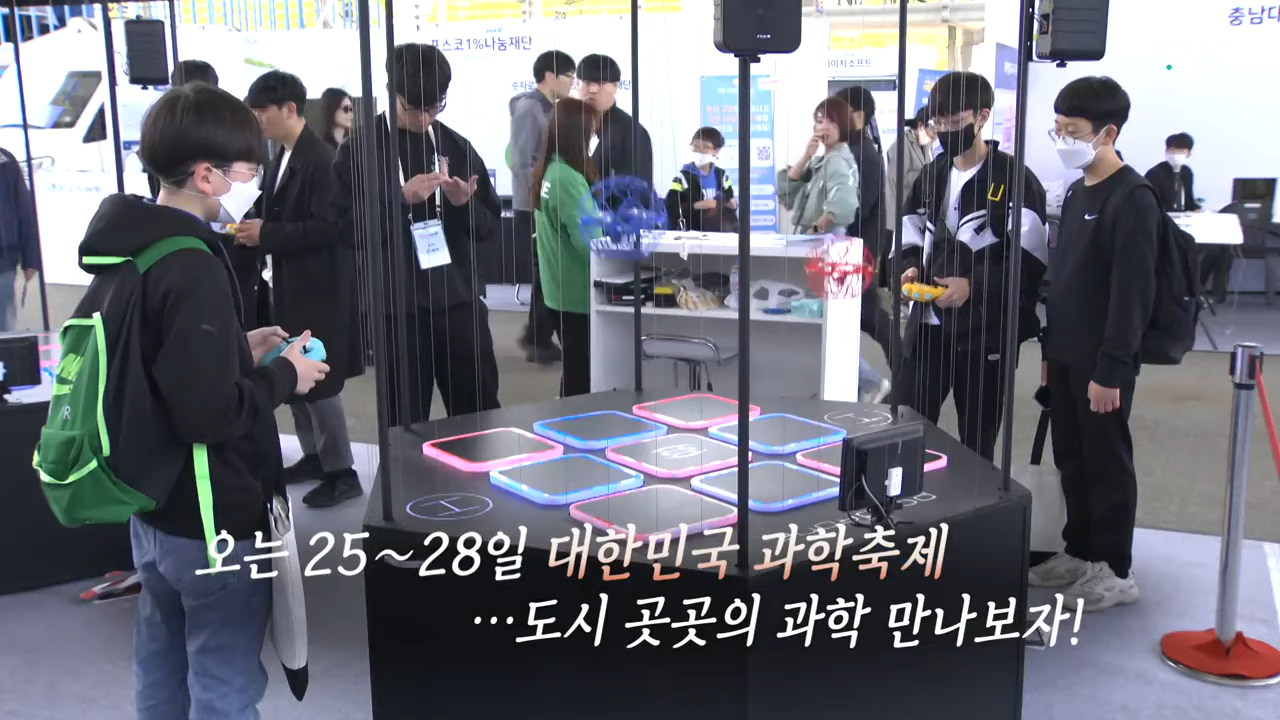 포스코1%나눔재단
충남대
오는 25~28일 대한민국 과학축제
…도시 곳곳의 과학 만나보자!